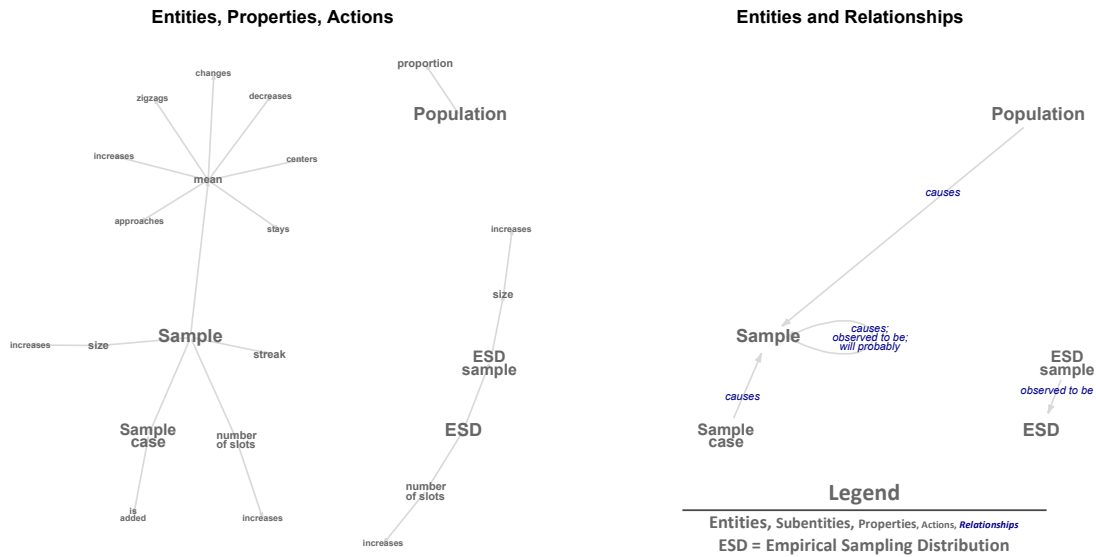 Entities, Properties, Actions
changes
zigzags
decreases
increases
centers
mean
approaches
stays
Sample
increases
size
streak
Sample
case
number
of slots
is
added
increases
proportion
Population
increases
size
ESD
sample
ESD
number
of slots
increases
Entities and Relationships
Population
causes
Sample
causes;
observed to be;
will probably
causes
Sample
case
ESD
sample
observed to be
ESD
Legend
Entities, Subentities, Properties, Actions, Relationships
ESD = Empirical Sampling Distribution